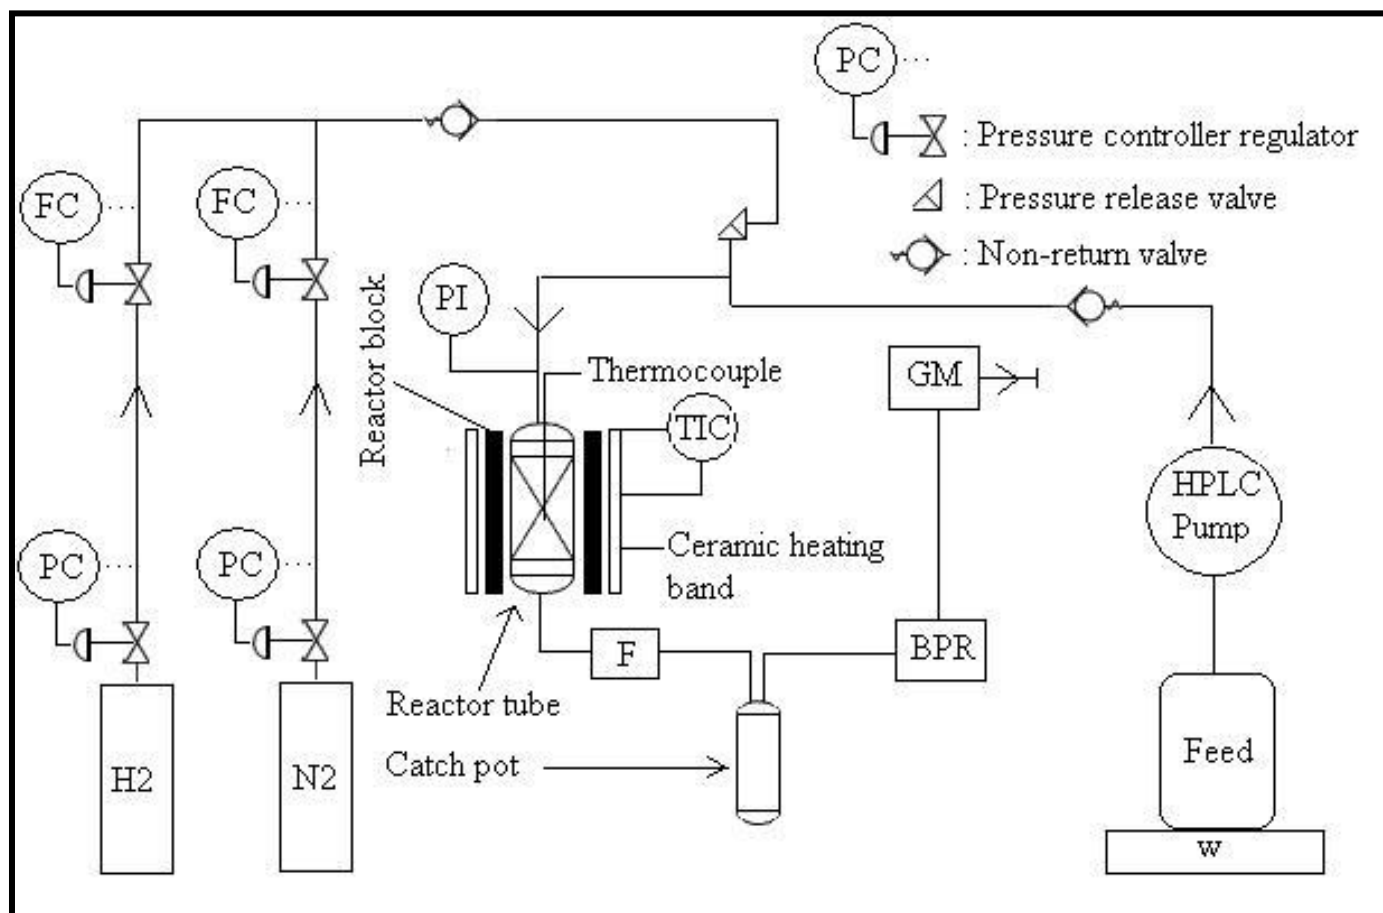 PC
: Pressure controller regulator
: Pressure release valve
: Non-return valve
FC
FC
PI
Reactor block
Thermocouple
TIC
GM
HPLC
Pump
PC
PC
Ceramic heating
band
F
BPR
Reactor tube
Catch pot
H2
N2
Feed
w